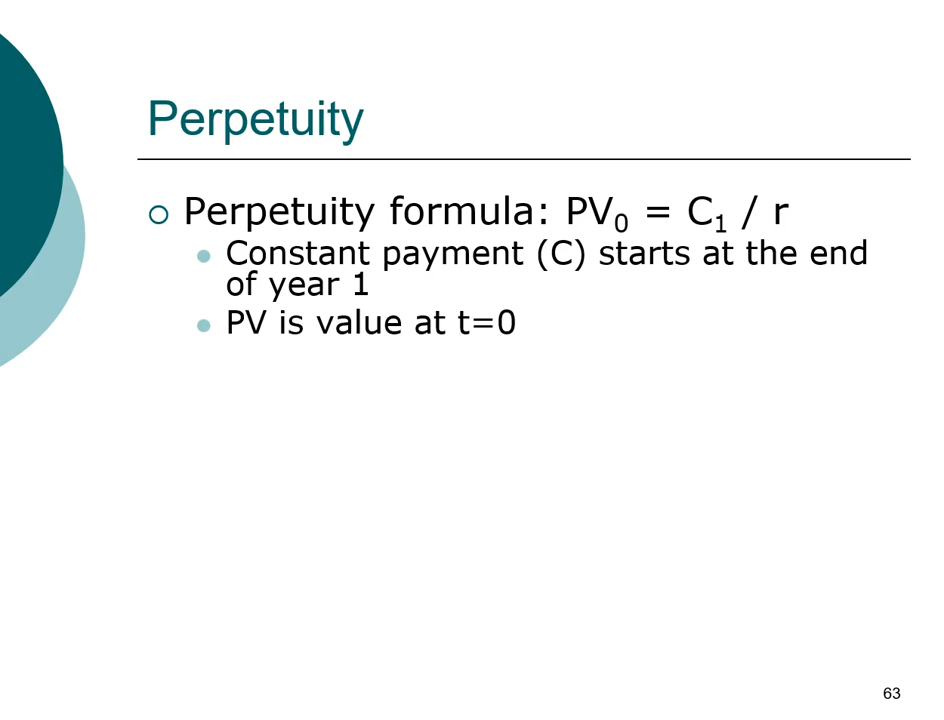 Perpetuity
Perpetuity formula: PV₀ = C₁ / r
Constant payment (C) starts at the end
of year 1
PV is value at t=0
63